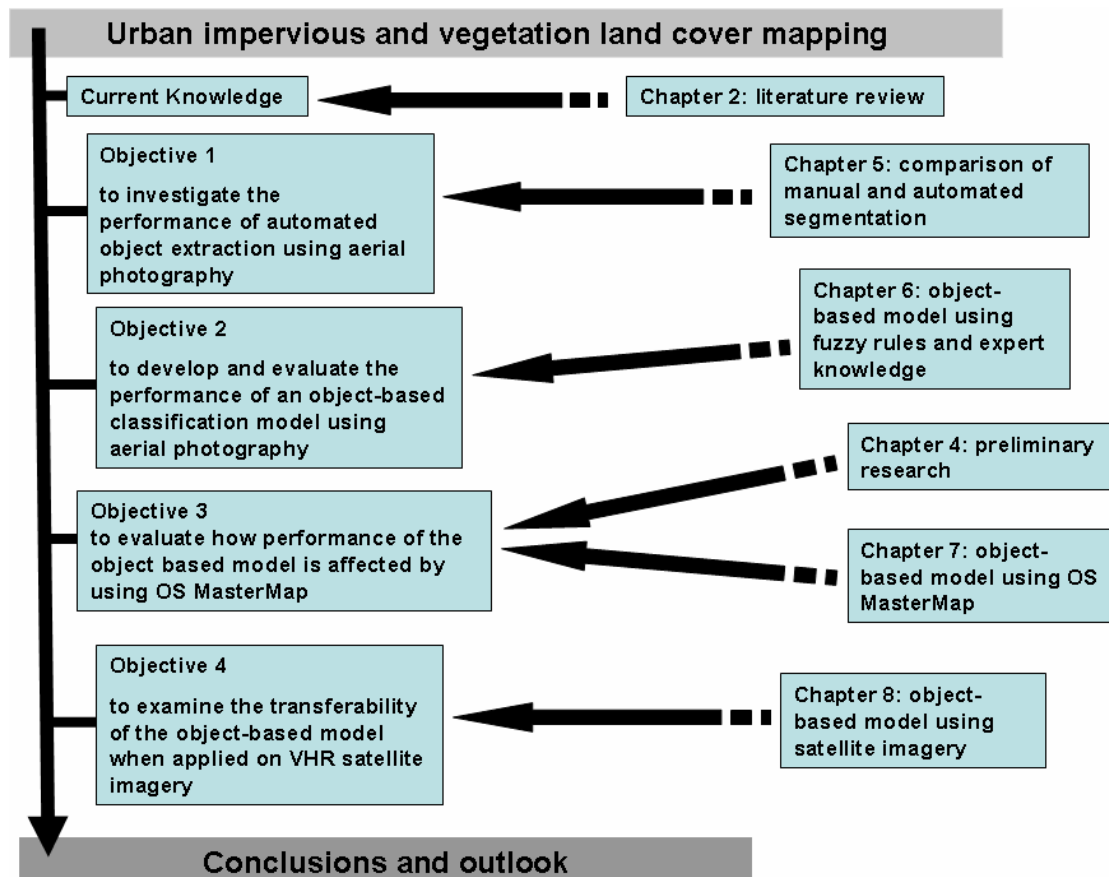 Urban impervious and vegetation land cover mapping
Current Knowledge
Chapter 2: literature review
Objective 1
to investigate the
performance of automated
object extraction using aerial
photography
Chapter 5: comparison of
manual and automated
segmentation
Objective 2
to develop and evaluate the
performance of an object-based
classification model using
aerial photography
Chapter 6: object-
based model using
fuzzy rules and expert
knowledge
Objective 3
to evaluate how performance of the
object based model is affected by
using OS MasterMap
Chapter 4: preliminary
research
Chapter 7: object-
based model using OS
MasterMap
Objective 4
to examine the transferability
of the object-based model
when applied on VHR satellite
imagery
Chapter 8: object-
based model using
satellite imagery
Conclusions and outlook